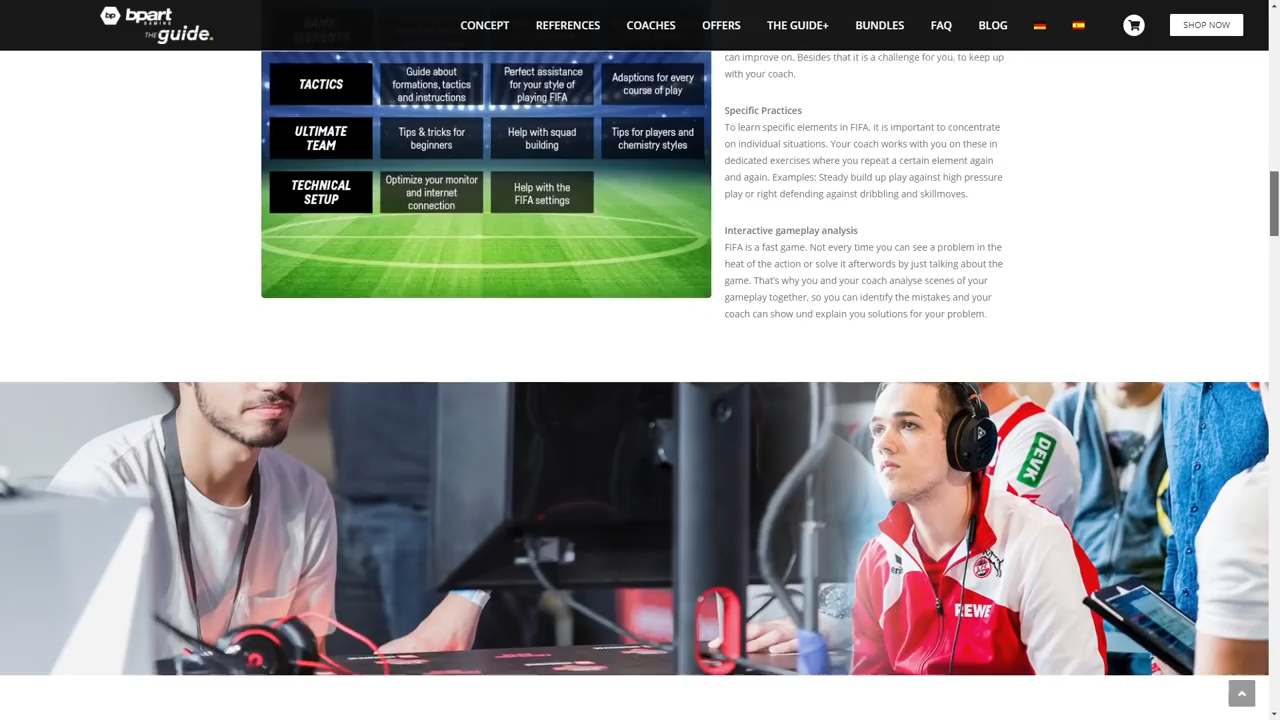 bp bpart
GAMING
THE guide.
CONCEPT REFERENCES COACHES OFFERS THE GUIDE+ BUNDLES FAQ BLOG SHOP NOW
GAME
ELEMENTS
TACTICS
Guide about
formations, tactics
and instructions
Perfect assistance
for your style of
playing FIFA
Adaptions for every
course of play
ULTIMATE
TEAM
Tips & tricks for
beginners
Help with squad
building
Tips for players and
chemistry styles
TECHNICAL
SETUP
Optimize your monitor
and internet
connection
Help with the
FIFA settings
can improve on. Besides that it is a challenge for you, to keep up
with your coach.
Specific Practices
To learn specific elements in FIFA, it is important to concentrate
on individual situations. Your coach works with you on these in
dedicated exercises where you repeat a certain element again
and again. Examples: Steady build up play against high pressure
play or right defending against dribbling and skillmoves.
Interactive gameplay analysis
FIFA is a fast game. Not every time you can see a problem in the
heat of the action or solve it afterwords by just talking about the
game. That's why you and your coach analyse scenes of your
gameplay together, so you can identify the mistakes and your
coach can show und explain you solutions for your problem.
DEVK
REWE